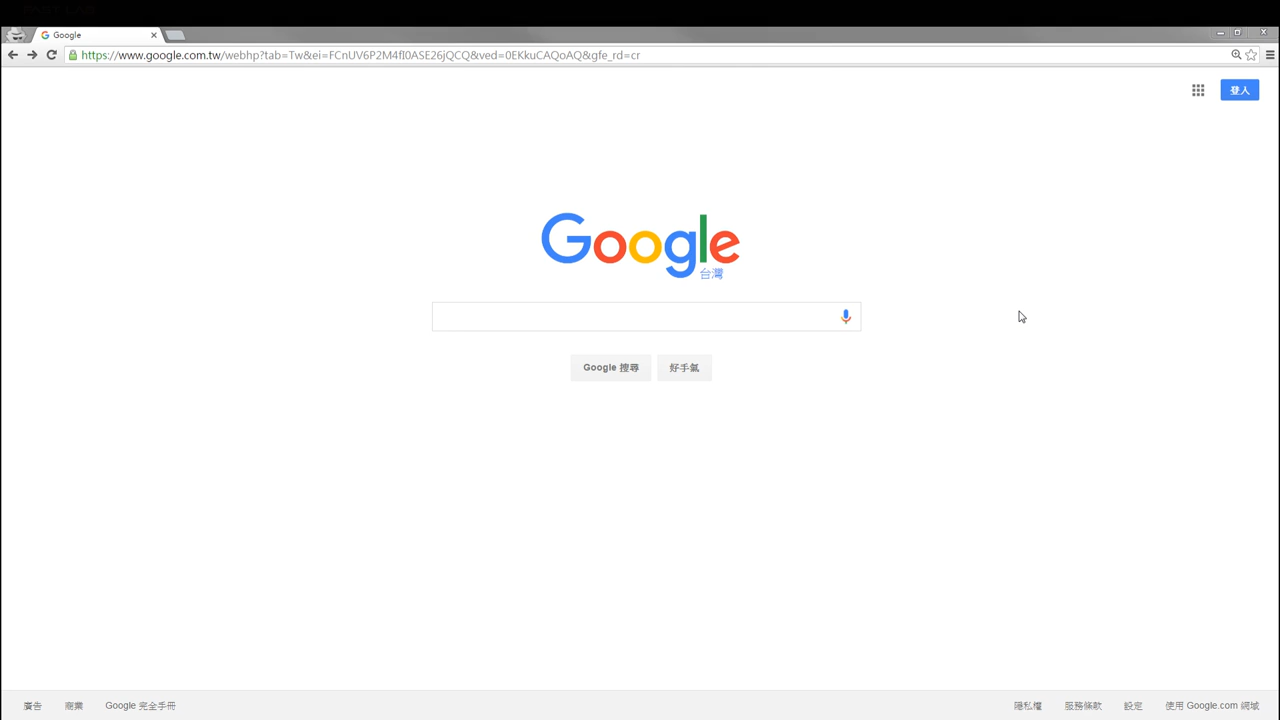 Google
https://www.google.com.tw/webhp?tab=Tw&ei=FCnUV6P2M4fI0ASE26jQCQ&ved=0EKkuCAQoAQ&gfe_rd=cr
登入
Google
台灣
Google 搜尋
好手氣
廣告 商業 Google 完全手冊 隱私權 服務條款 設定 使用 Google.com 網域